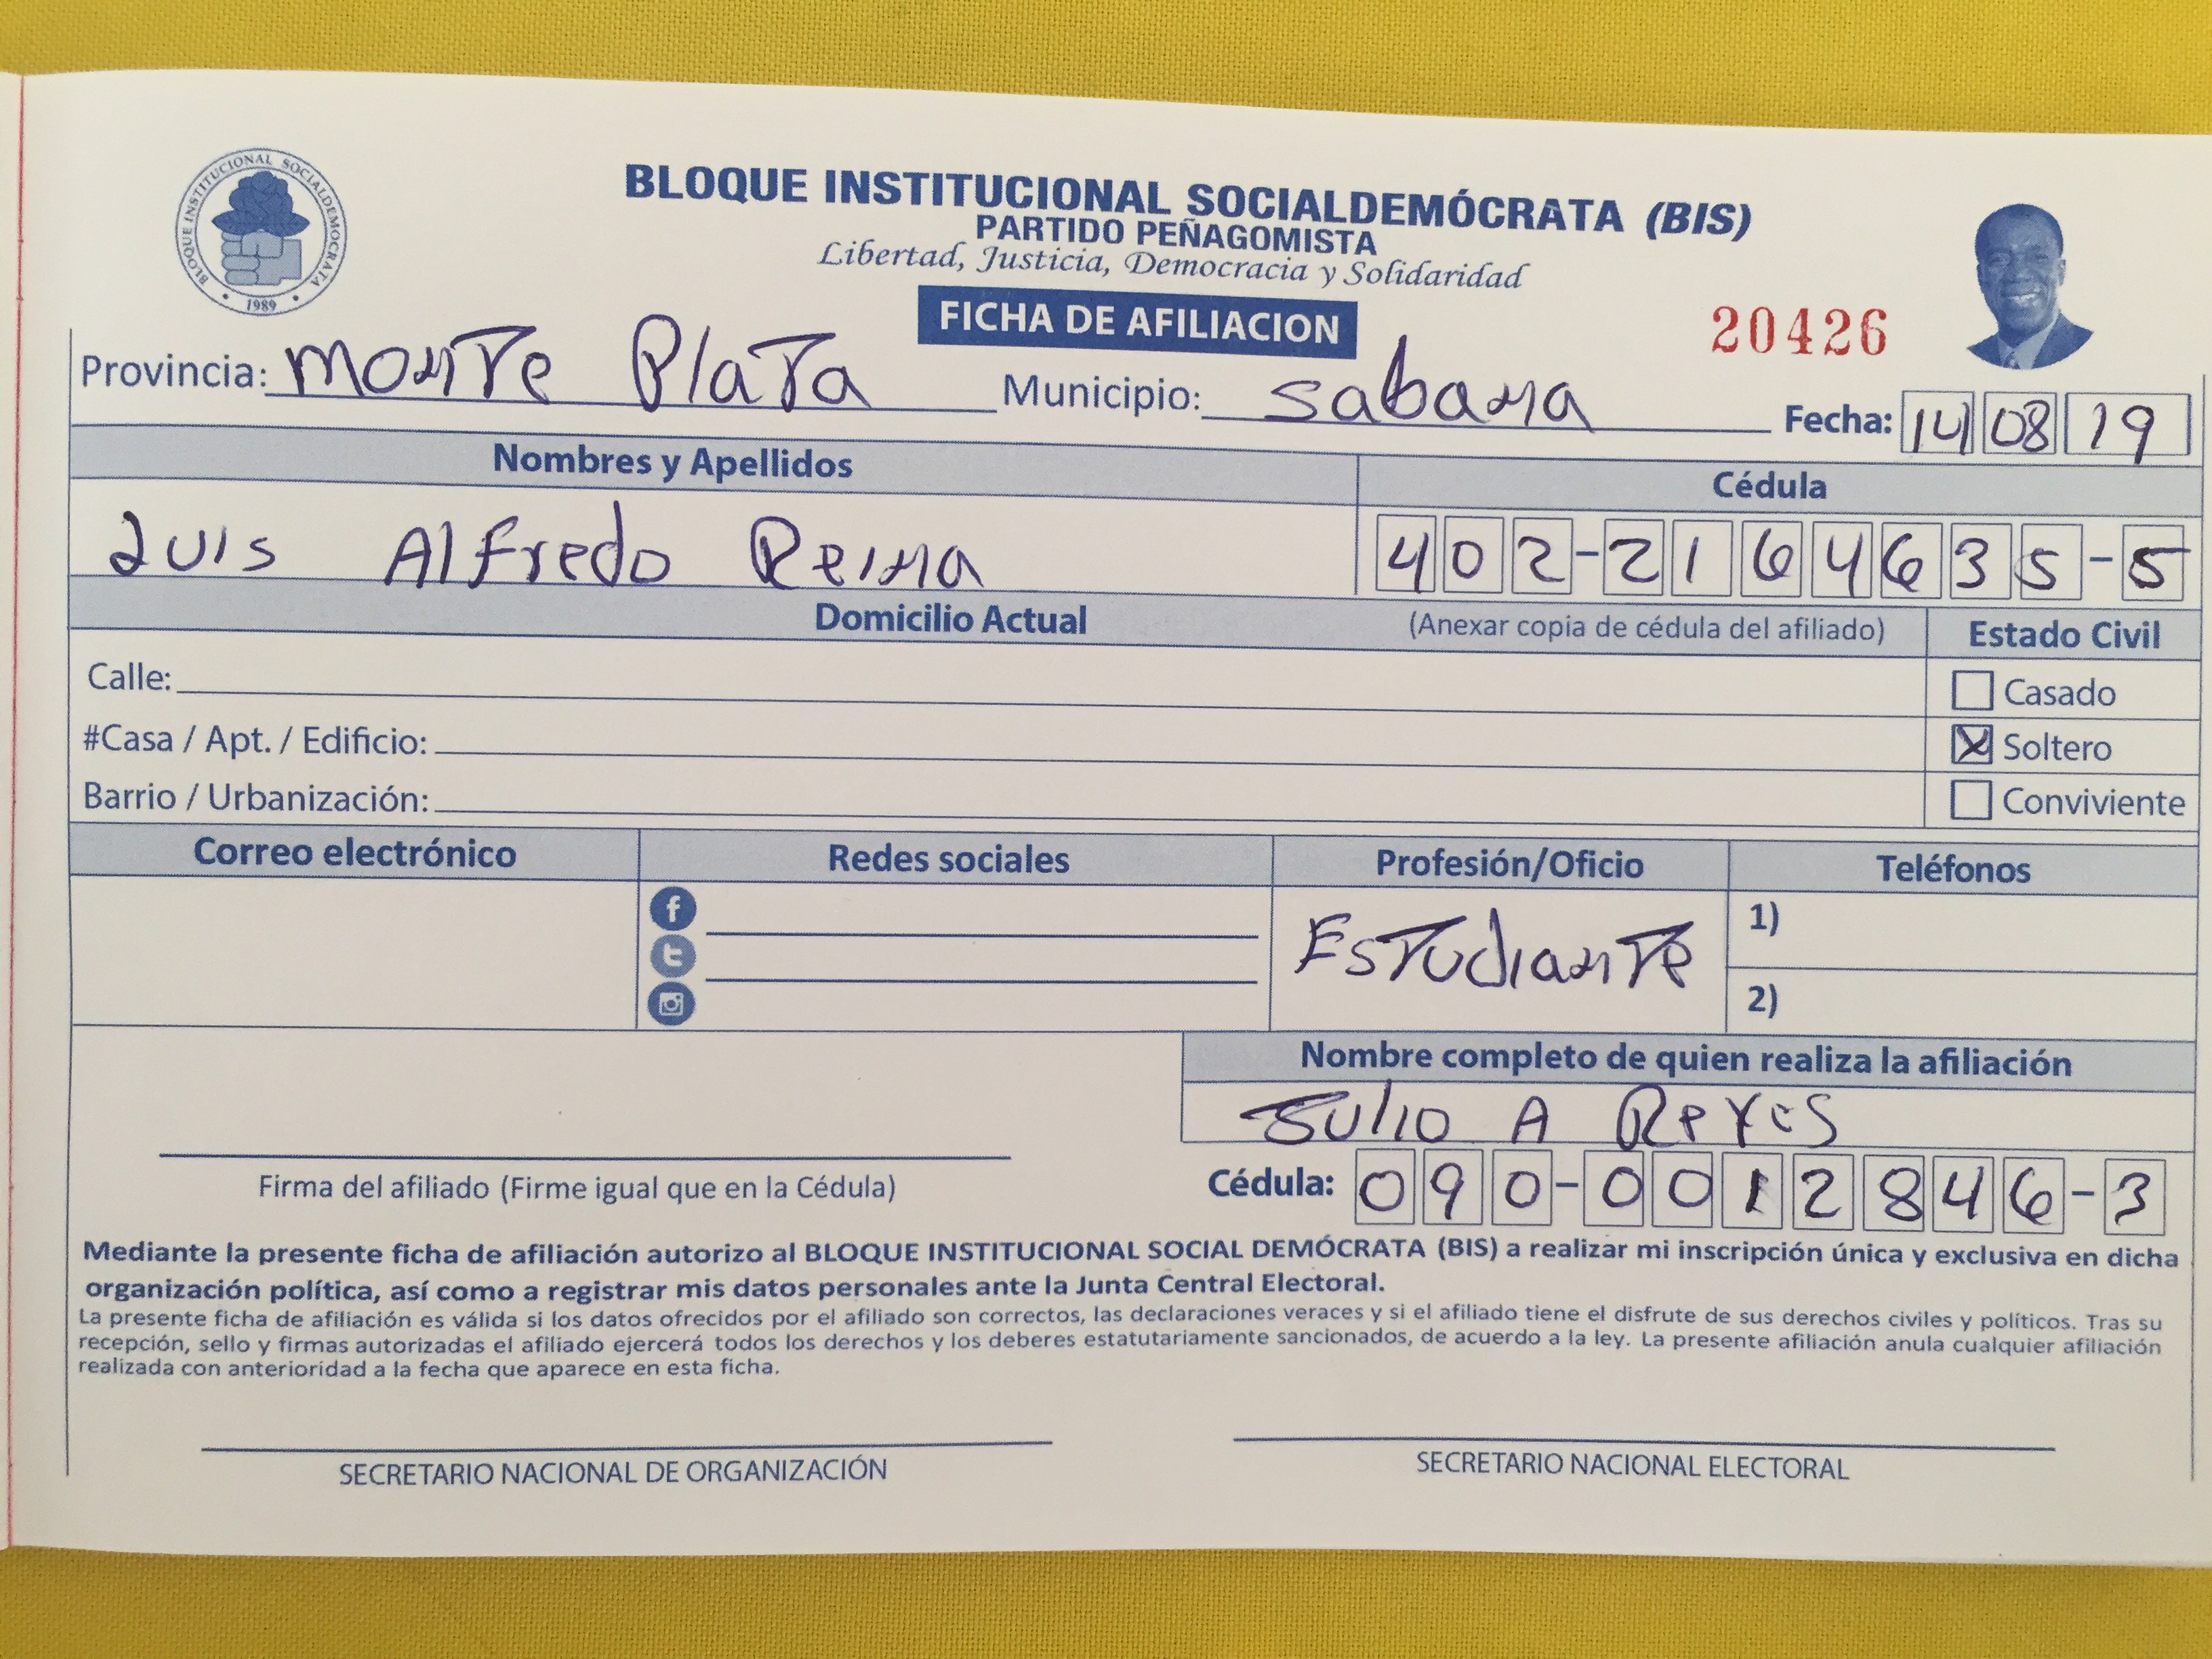 BLOQUE INSTITUCIONAL SOCIALDEMOCRATA
1989
BLOQUE INSTITUCIONAL SOCIALDEMÓCRATA (BIS)
PARTIDO PEÑAGOMISTA
Libertad, Justicia, Democracia y Solidaridad
FICHA DE AFILIACION
20426
Provincia: Monte Plata Municipio: Sabana Fecha: 14 08 19
Nombres y Apellidos Cédula
Luis Alfredo Reina 402-2164635-5
Domicilio Actual (Anexar copia de cédula del afiliado) Estado Civil
Calle: Casado
#Casa / Apt. / Edificio: X Soltero
Barrio / Urbanización: Conviviente
Correo electrónico Redes sociales Profesión/Oficio Teléfonos
Estudiante
1)
2)
Nombre completo de quien realiza la afiliación
Julio A Reyes
Firma del afiliado (Firme igual que en la Cédula) Cédula: 090-0012846-3
Mediante la presente ficha de afiliación autorizo al BLOQUE INSTITUCIONAL SOCIAL DEMÓCRATA (BIS) a realizar mi inscripción única y exclusiva en dicha
organización política, así como a registrar mis datos personales ante la Junta Central Electoral.
La presente ficha de afiliación es válida si los datos ofrecidos por el afiliado son correctos, las declaraciones veraces y si el afiliado tiene el disfrute de sus derechos civiles y políticos. Tras su
recepción, sello y firmas autorizadas el afiliado ejercerá todos los derechos y los deberes estatutariamente sancionados, de acuerdo a la ley. La presente afiliación anula cualquier afiliación
realizada con anterioridad a la fecha que aparece en esta ficha.
SECRETARIO NACIONAL DE ORGANIZACIÓN SECRETARIO NACIONAL ELECTORAL